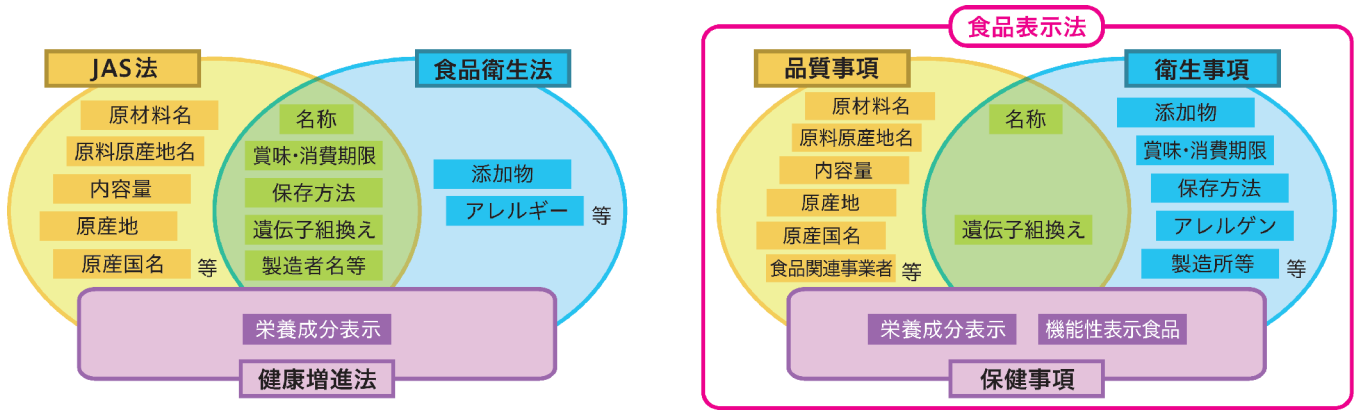 JAS法
原材料名
原料原産地名
内容量
原産地
原産国名
等
名称
賞味・消費期限
保存方法
遺伝子組換え
製造者名等
食品衛生法
添加物
アレルギー
等
栄養成分表示
健康増進法
食品表示法
品質事項
原材料名
原料原産地名
内容量
原産地
原産国名
食品関連事業者
等
名称
遺伝子組換え
衛生事項
添加物
賞味・消費期限
保存方法
アレルゲン
製造所等
等
栄養成分表示
機能性表示食品
保健事項